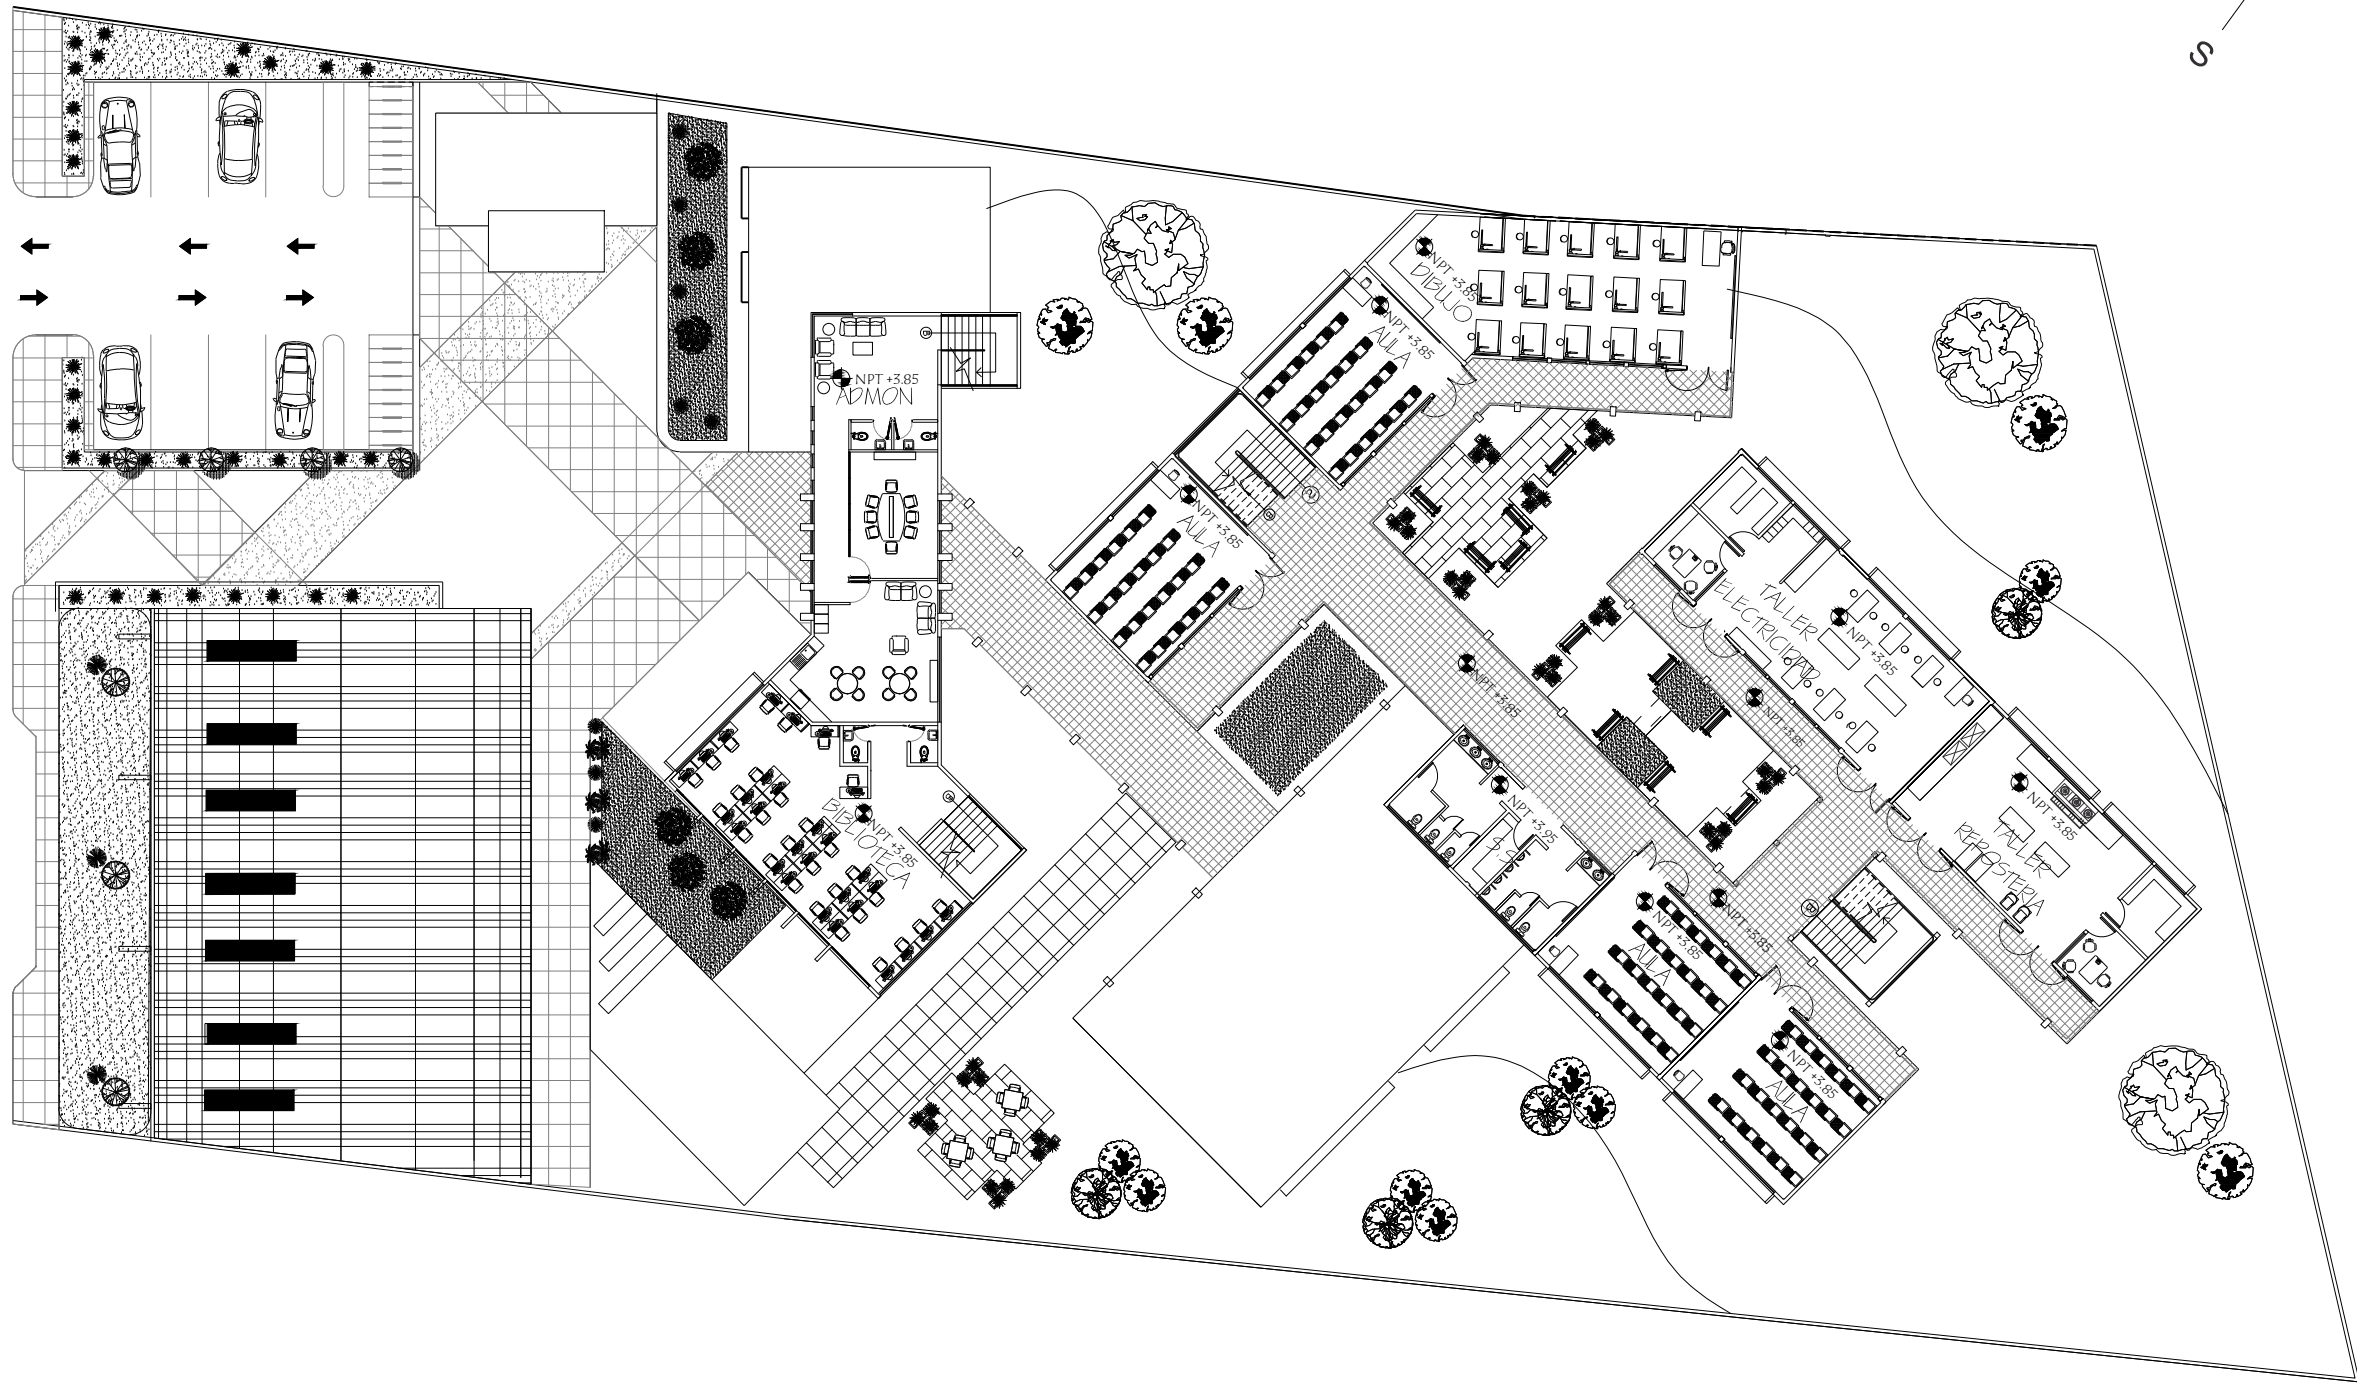 S
NPT +3.85
DIBUJO
NPT +3.85
AULA
NPT +3.85
ADMON
NPT +3.85
AULA
TALLER
ELECTRICIDAD
NPT +3.85
NPT +3.85
NPT +3.85
NPT +3.85
TALLER
REPOSTERIA
NPT +3.95
S.S
BIBLIOTECA
NPT +3.85
NPT +3.85
AULA
NPT +3.85
NPT +3.85
AULA